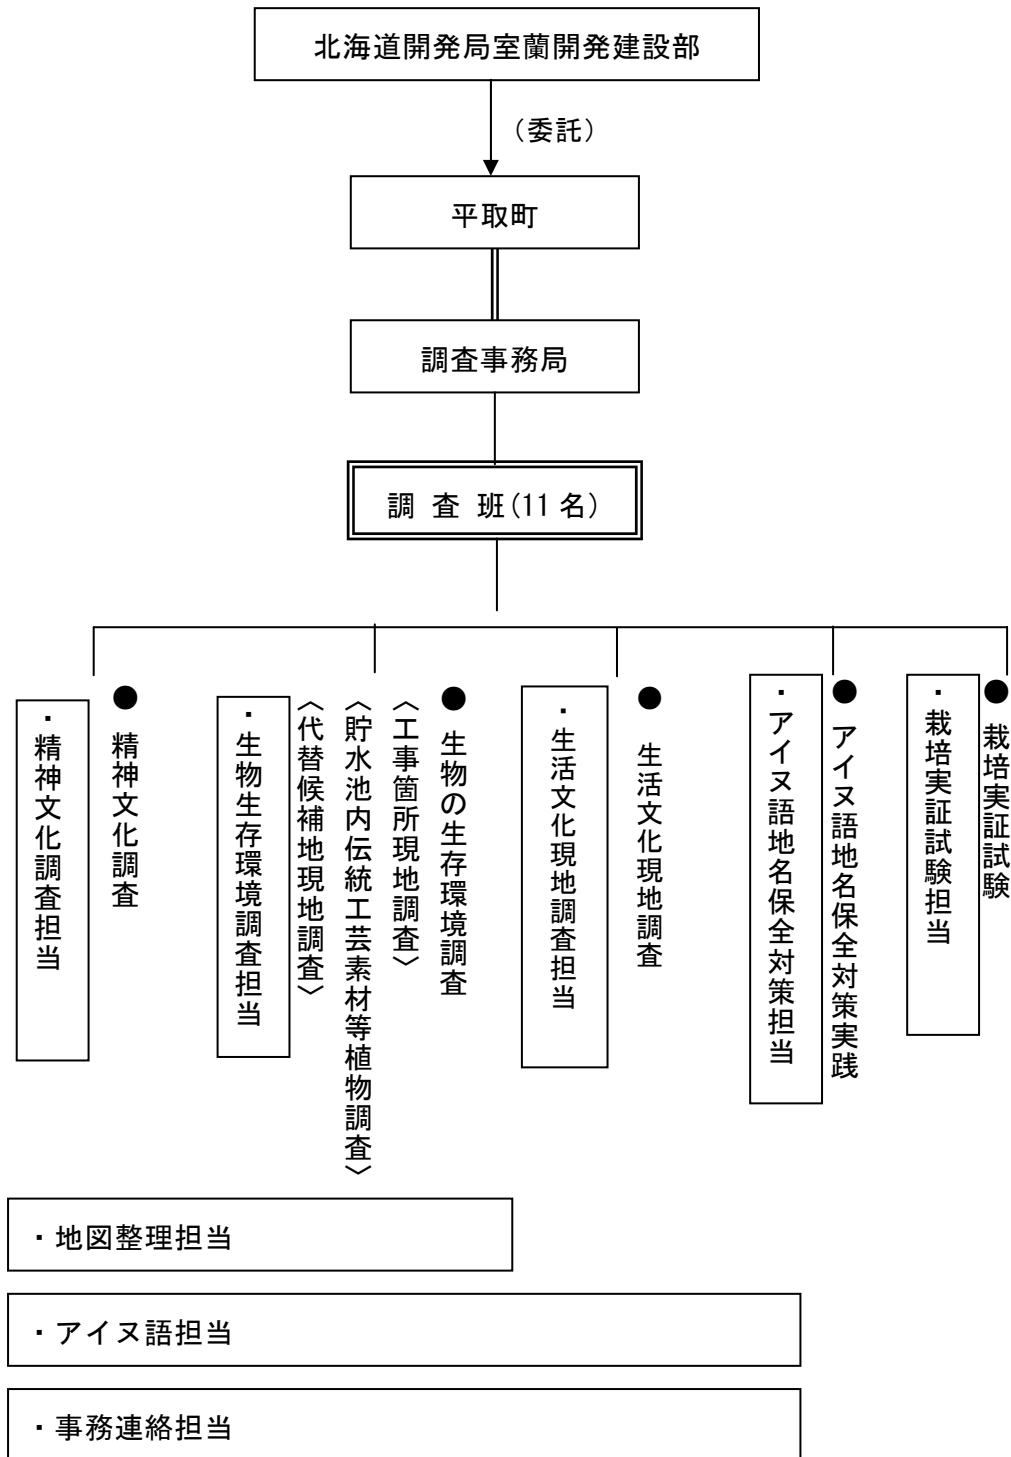 北海道開発局室蘭開発建設部
（委託）
平取町
調査事務局
調 査 班(11 名)
● 栽培実証試験
・栽培実証試験担当
● アイヌ語地名保全対策実践
・アイヌ語地名保全対策担当
● 生活文化現地調査
・生活文化現地調査担当
● 生物の生存環境調査
〈工事箇所現地調査〉
〈貯水池内伝統工芸素材等植物調査〉
〈代替候補地現地調査〉
・生物生存環境調査担当
● 精神文化調査
・精神文化調査担当
・地図整理担当
・アイヌ語担当
・事務連絡担当